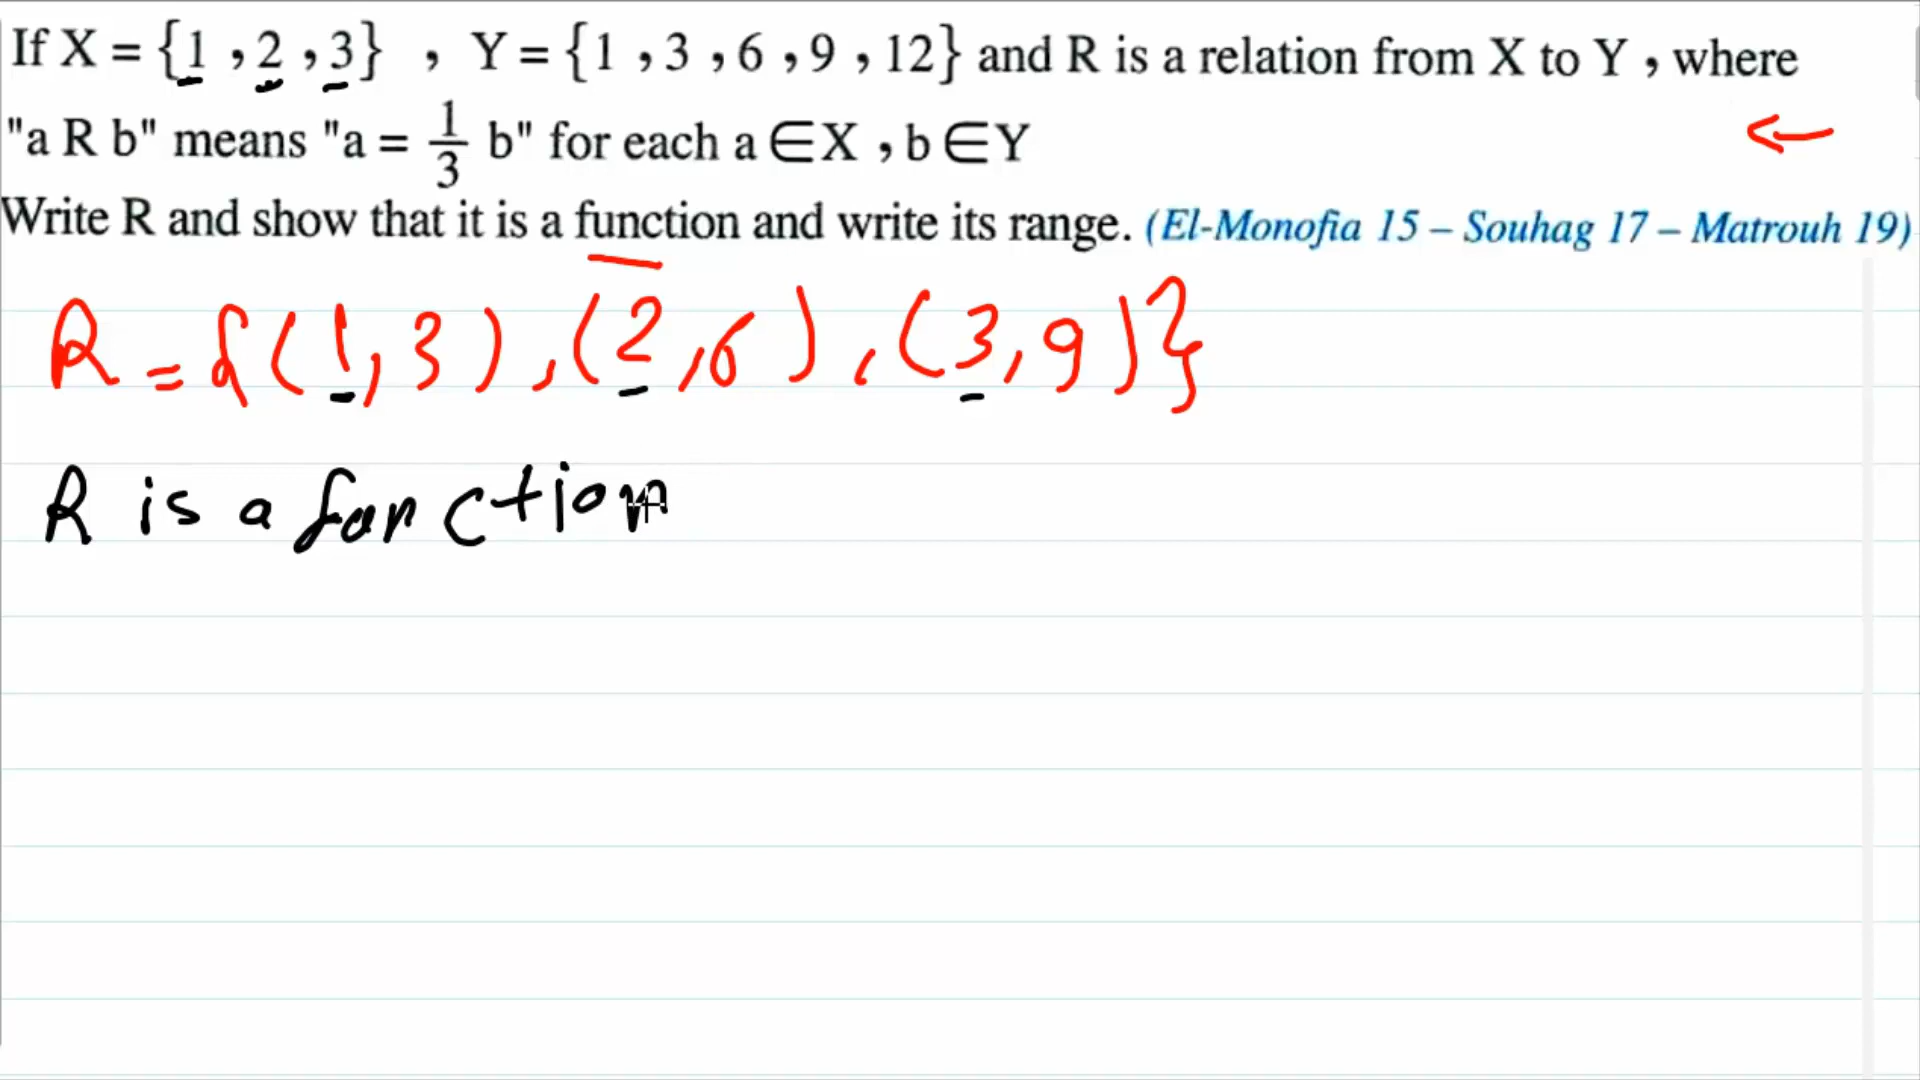 If X = {1 , 2 , 3} , Y = {1 , 3 , 6 , 9 , 12} and R is a relation from X to Y , where
"a R b" means "a = 1/3 b" for each a ∈ X , b ∈ Y
Write R and show that it is a function and write its range. (El-Monofia 15 – Souhag 17 – Matrouh 19)
R = {(1, 3), (2, 6), (3, 9)}
R is a function